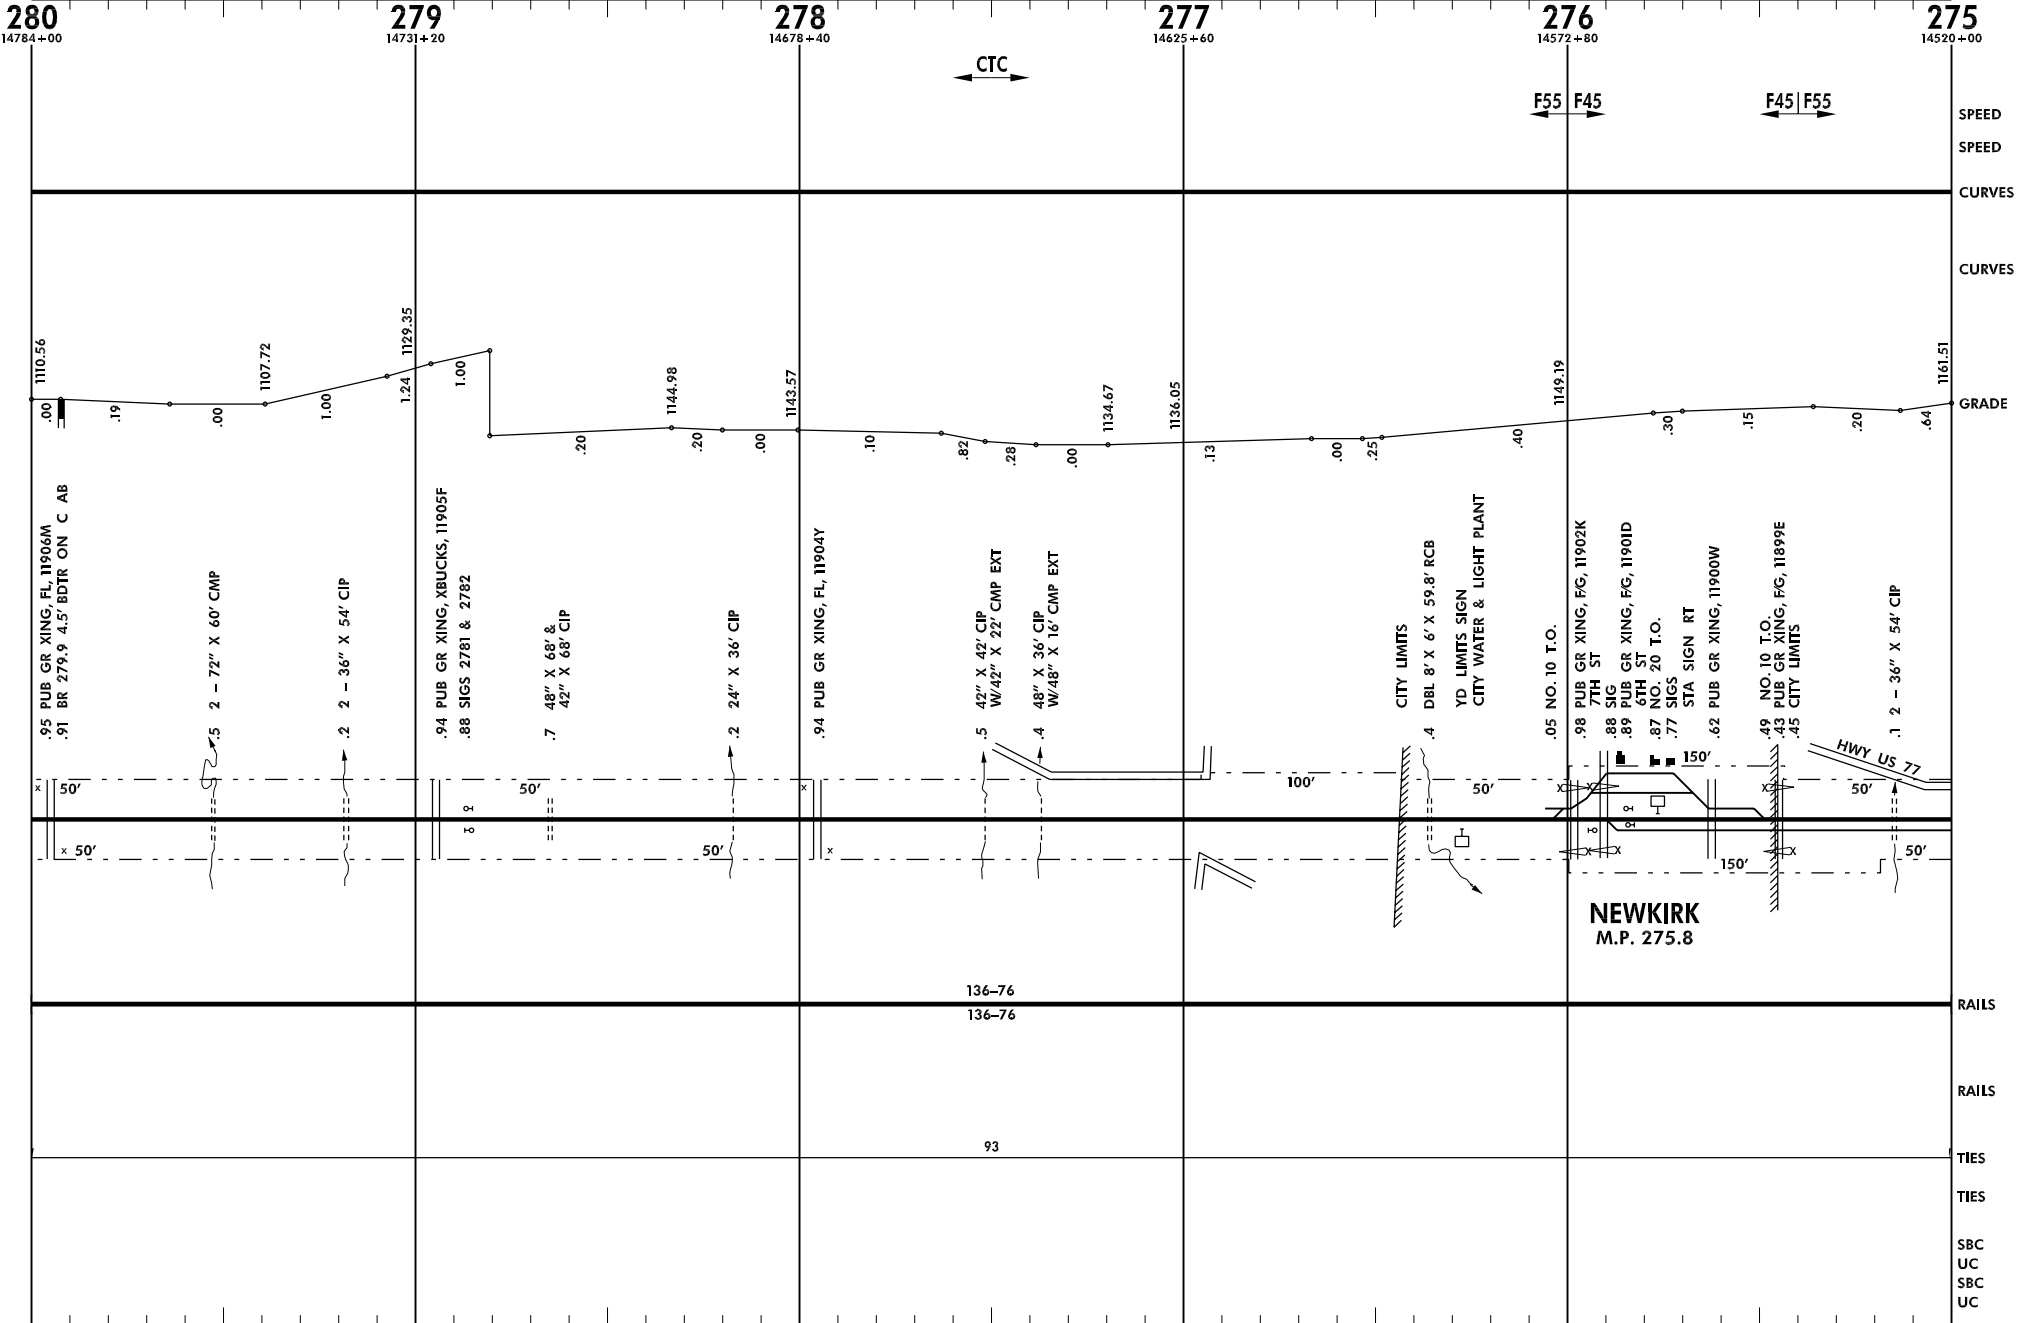 280 279 278 277 276 275
14784+00 14731+20 14678+40 14625+60 14572+80 14520+00
CTC
F55 F45 F45 F55
SPEED
SPEED
CURVES
CURVES
1110.56 1107.72 1129.35 1144.98 1143.57 1134.67 1136.05 1149.19 1161.51
GRADE
.00 .19 .00 1.00 1.24 1.00 .20 .20 .00 .10 .82 .28 .00 .13 .00 .25 .40 .30 .15 .20 .64
.95 PUB GR XING, FL, 11906M
.91 BR 279.9 4.5' BDTR ON C AB
.5 2 – 72" X 60' CMP
.2 2 – 36" X 54' CIP
.94 PUB GR XING, XBUCKS, 11905F
.88 SIGS 2781 & 2782
.7 48" X 68' &
42" X 68' CIP
.2 24" X 36' CIP
.94 PUB GR XING, FL, 11904Y
.5 42" X 42' CIP
W/42" X 22' CMP EXT
.4 48" X 36' CIP
W/48" X 16' CMP EXT
CITY LIMITS
.4 DBL 8' X 6' X 59.8' RCB
YD LIMITS SIGN
CITY WATER & LIGHT PLANT
.05 NO. 10 T.O.
.98 PUB GR XING, F/G, 11902K
7TH ST
.88 SIG
.89 PUB GR XING, F/G, 11901D
6TH ST
.87 NO. 20 T.O.
.77 SIGS
STA SIGN RT
.62 PUB GR XING, 11900W
.49 NO. 10 T.O.
.43 PUB GR XING, F/G, 11899E
.45 CITY LIMITS
.1 2 – 36" X 54' CIP
HWY US 77
150'
x 50' 50' x 100' 50' 50'
x 50' 50' x 150' 50'
NEWKIRK
M.P. 275.8
136–76
RAILS
136–76
RAILS
93
TIES
TIES
SBC
UC
SBC
UC